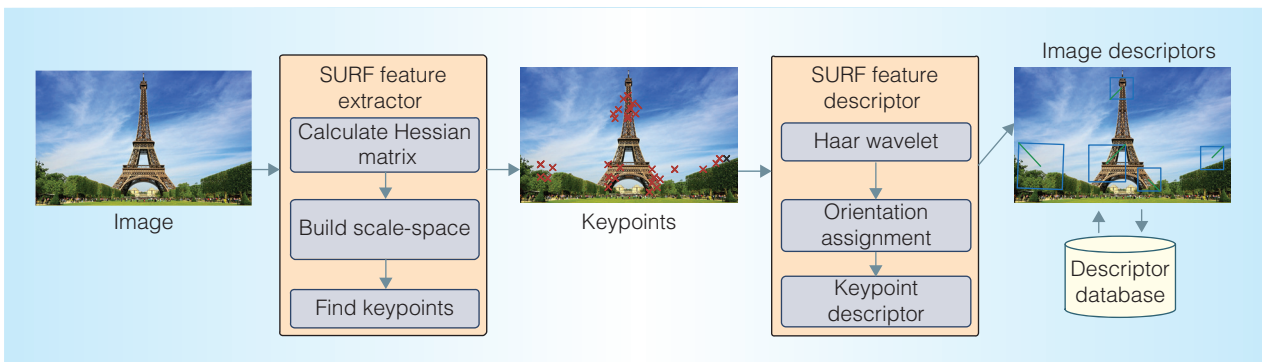 Image
SURF feature
extractor
Calculate Hessian
matrix
Build scale-space
Find keypoints
Keypoints
SURF feature
descriptor
Haar wavelet
Orientation
assignment
Keypoint
descriptor
Image descriptors
Descriptor
database